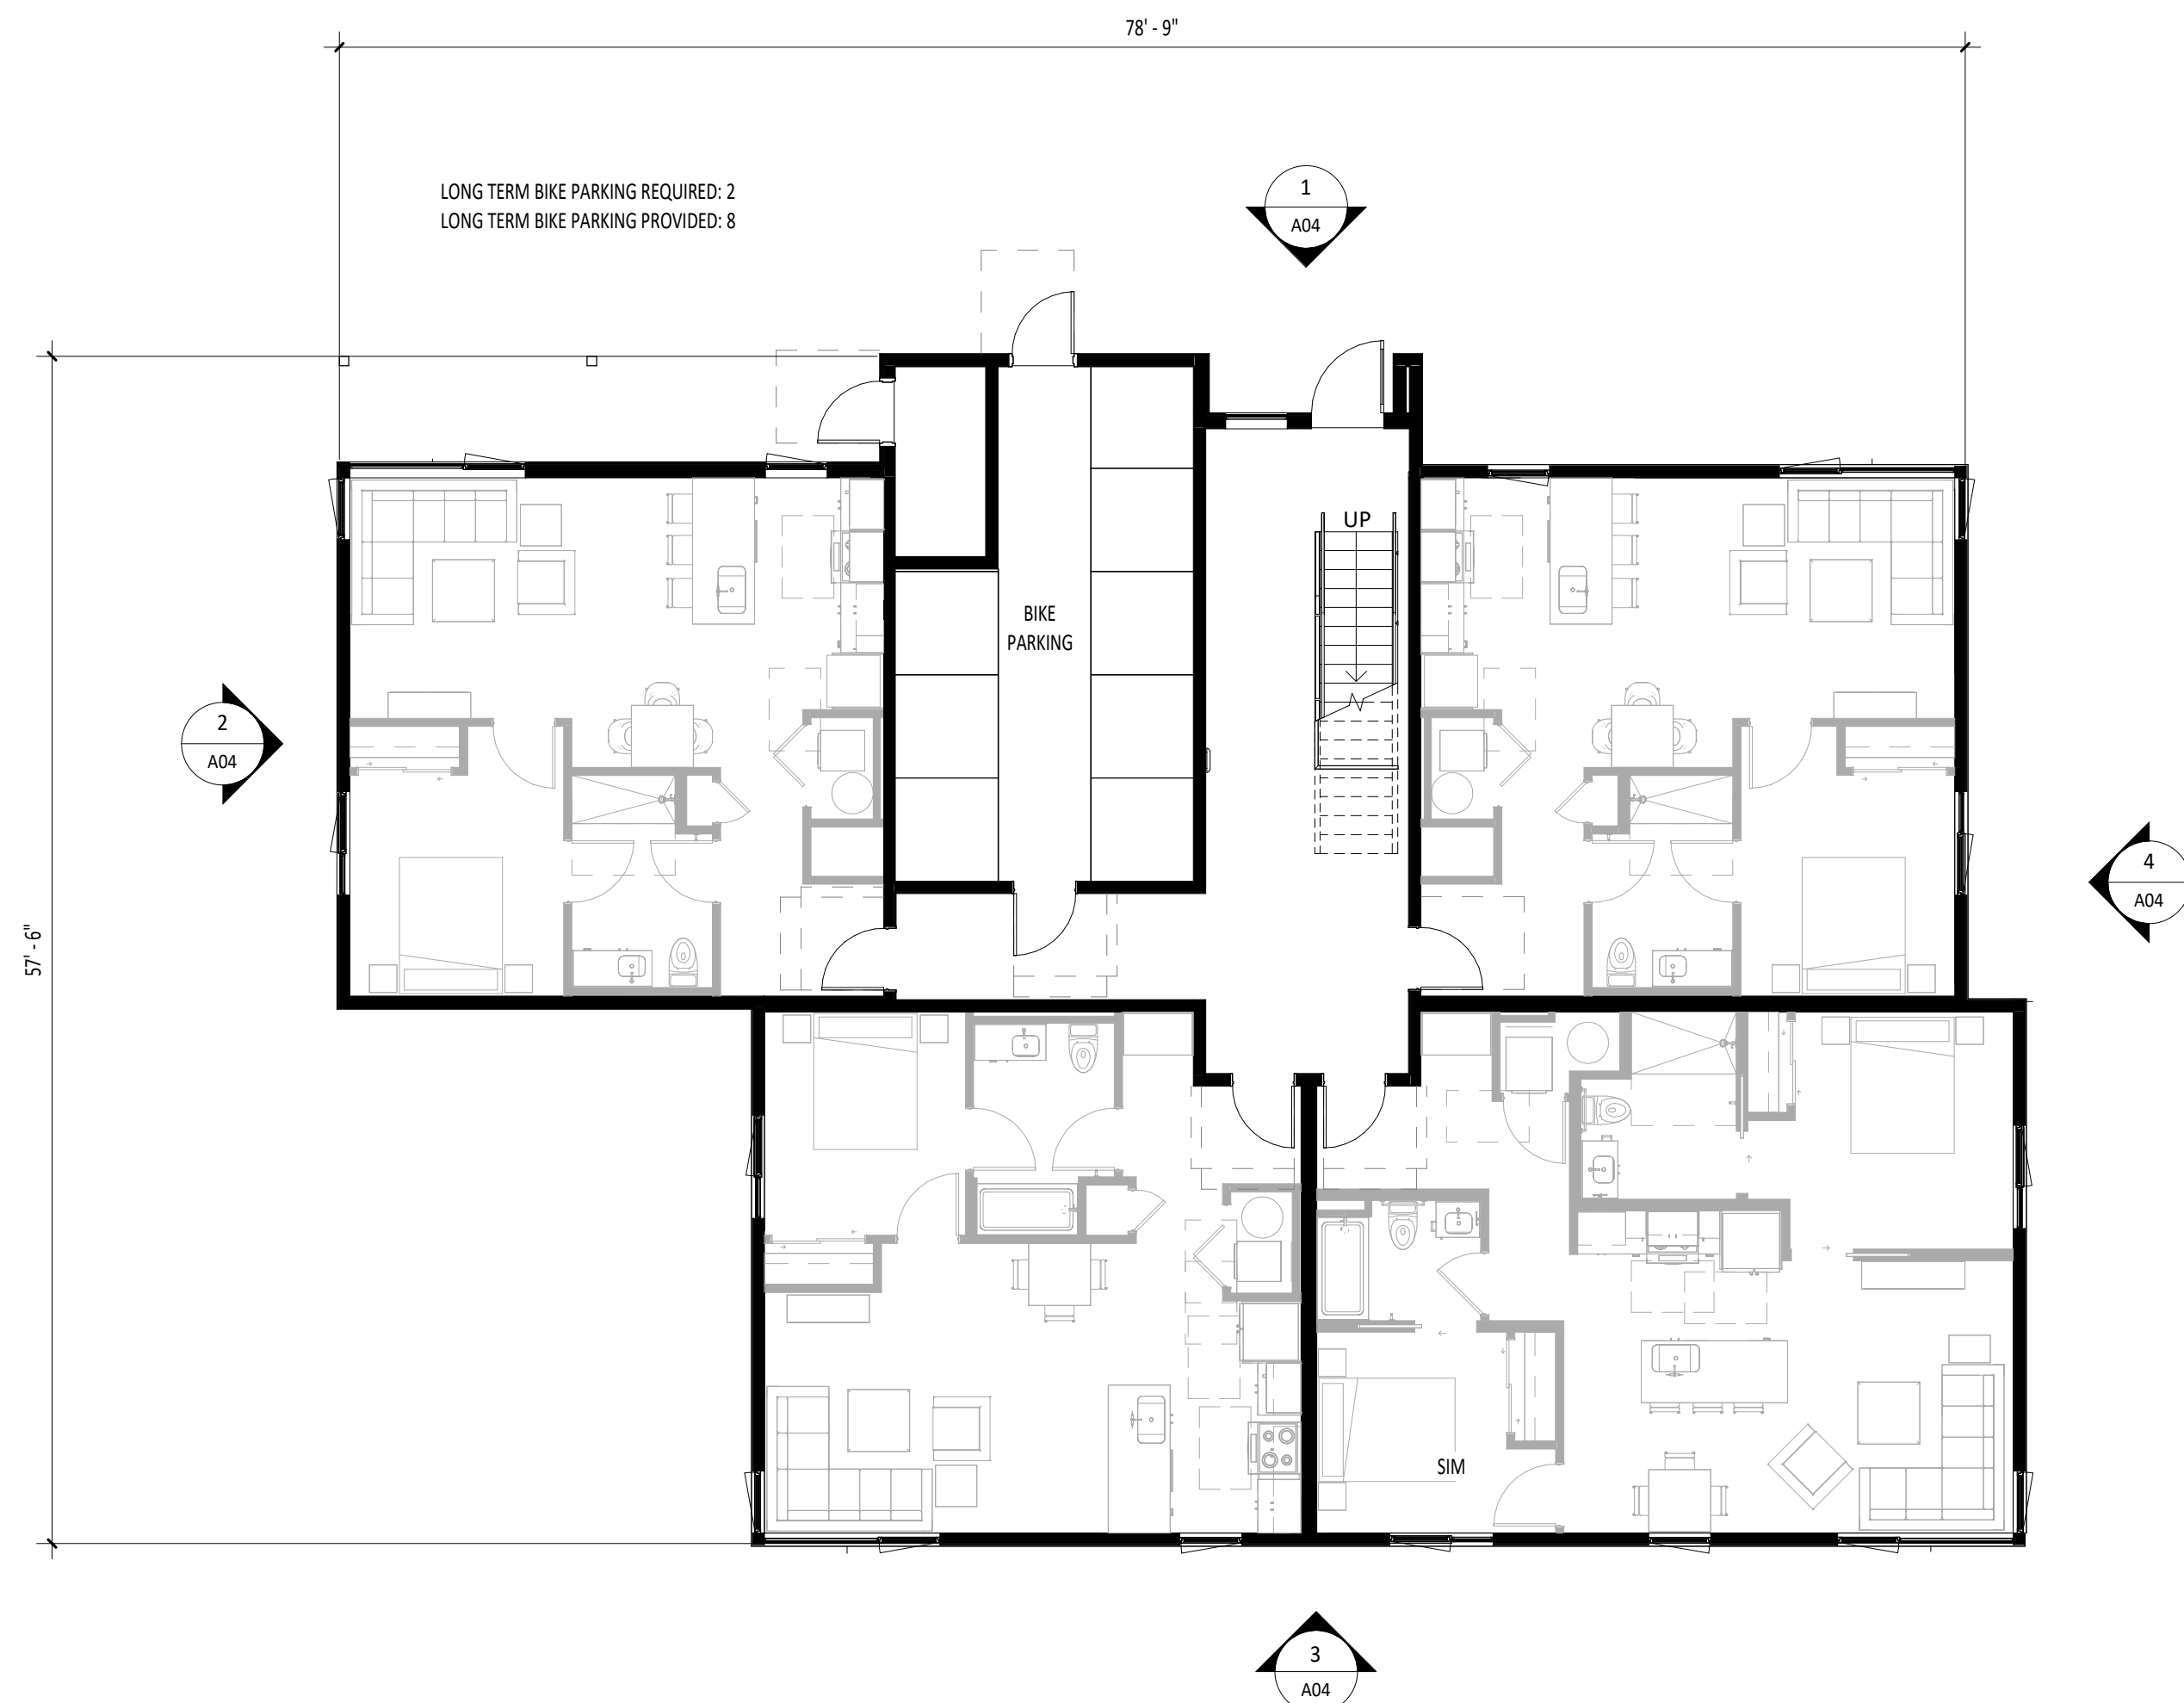 78' - 9"
LONG TERM BIKE PARKING REQUIRED: 2
LONG TERM BIKE PARKING PROVIDED: 8
1
A04
UP
BIKE
PARKING
2
A04
4
A04
57' - 6"
SIM
3
A04